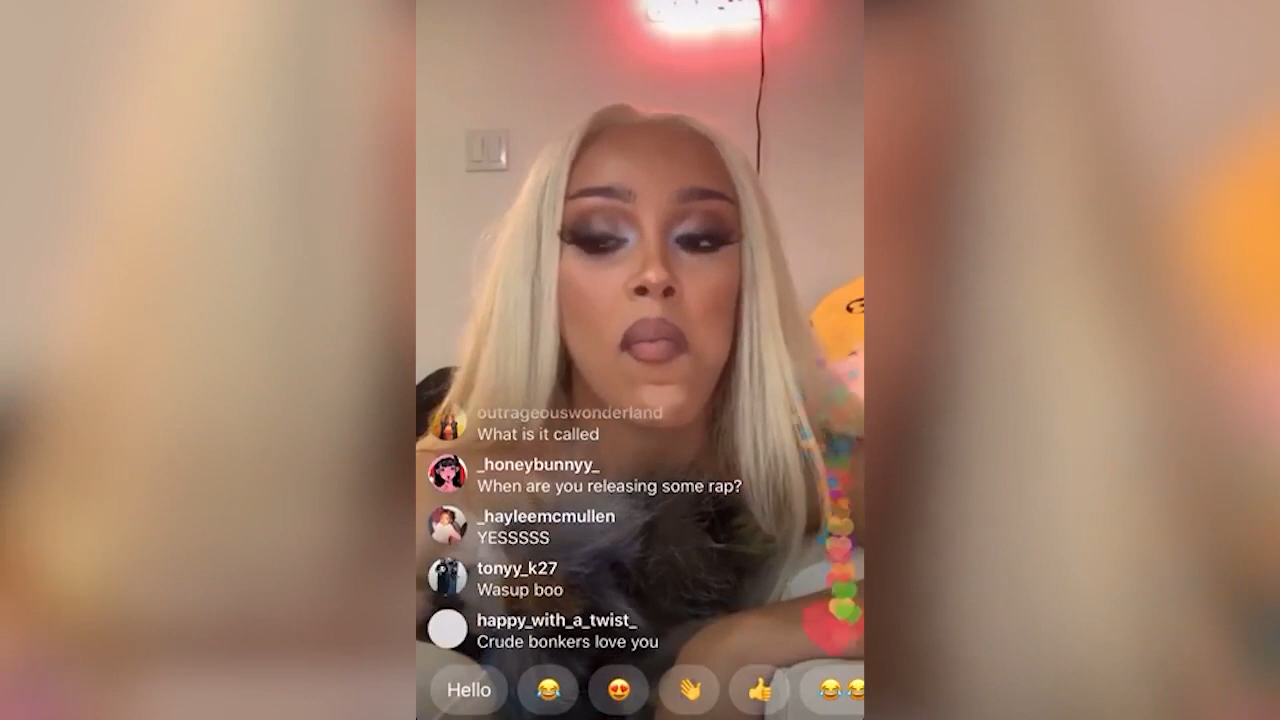 outrageouswonderland
What is it called
_honeybunnyy_
When are you releasing some rap?
_hayleemcmullen
YESSSSS
tonyy_k27
Wasup boo
happy_with_a_twist_
Crude bonkers love you
Hello